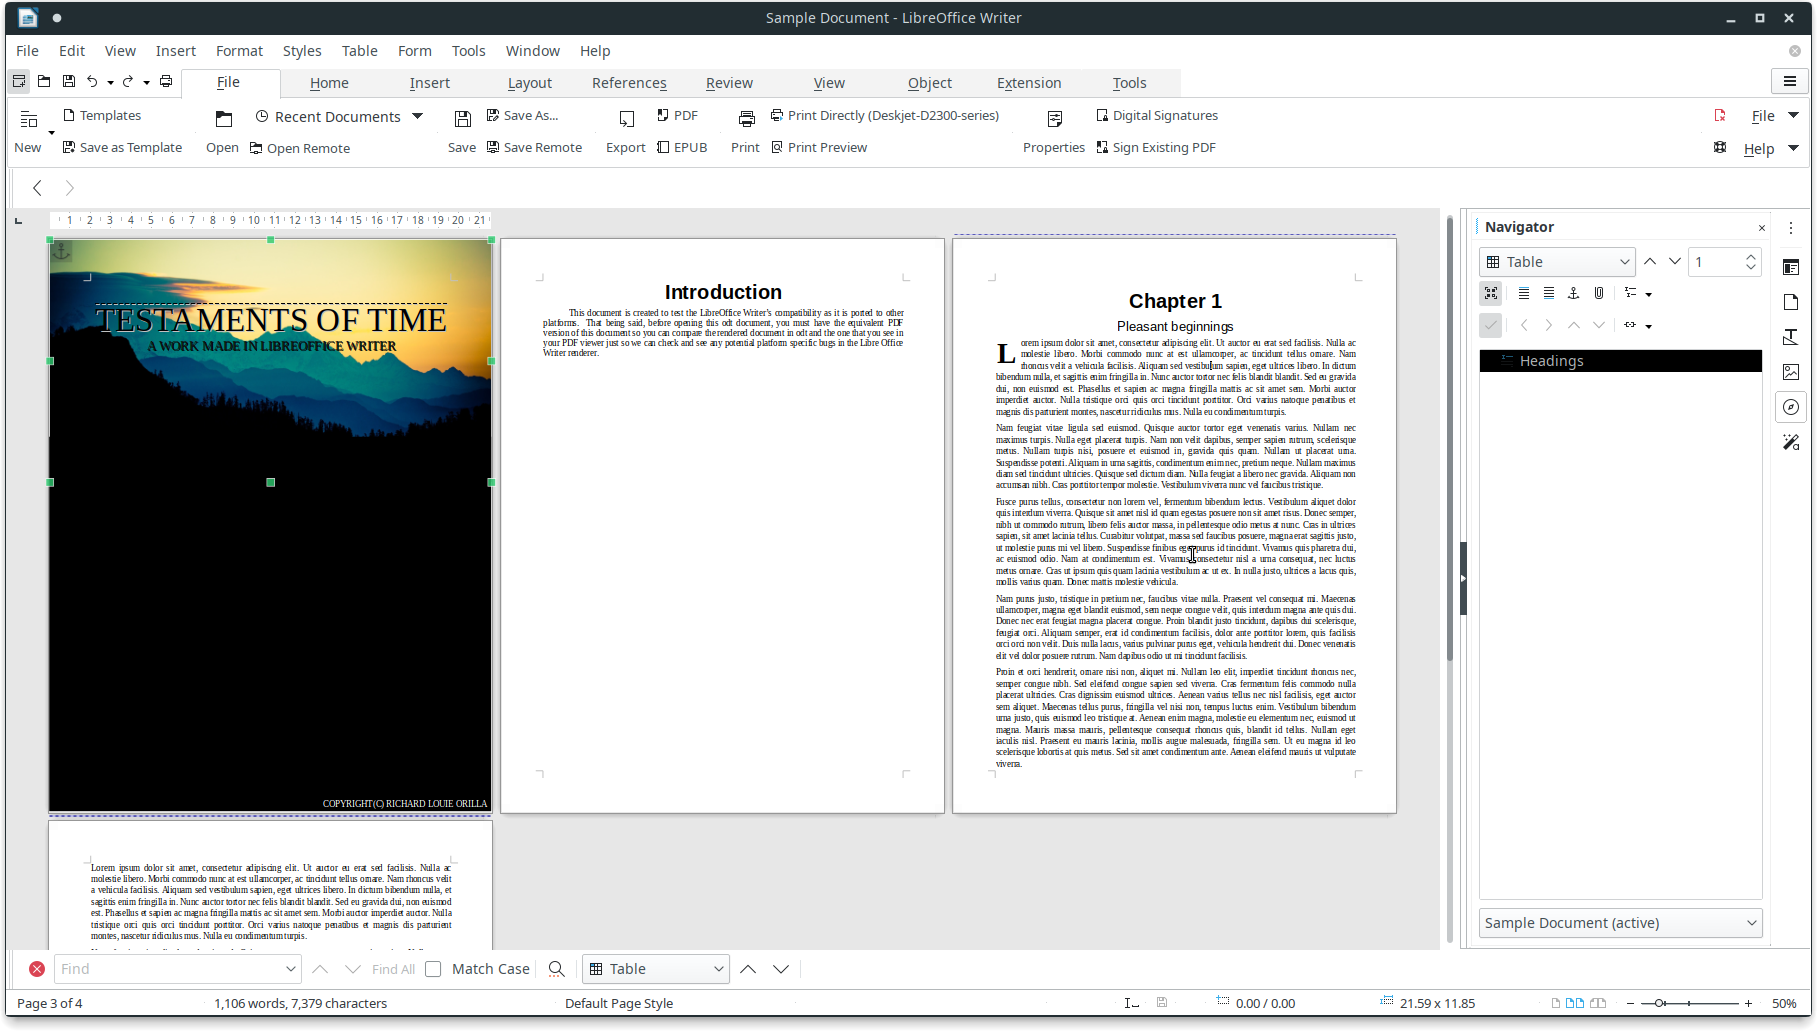 Sample Document - LibreOffice Writer
File Edit View Insert Format Styles Table Form Tools Window Help
File Home Insert Layout References Review View Object Extension Tools
Templates Recent Documents Save As... PDF Print Directly (Deskjet-D2300-series) Digital Signatures File
New Save as Template Open Open Remote Save Save Remote Export EPUB Print Print Preview Properties Sign Existing PDF Help
1 2 3 4 5 6 7 8 9 10 11 12 13 14 15 16 17 18 19 20 21
TESTAMENTS OF TIME
A WORK MADE IN LIBREOFFICE WRITER
COPYRIGHT(C) RICHARD LOUIE ORILLA
Introduction
This document is created to test the LibreOffice Writer's compatibility as it is ported to other
platforms. That being said, before opening this odt document, you must have the equivalent PDF
version of this document so you can compare the rendered document in odt and the one that you see in
your PDF viewer just so we can check and see any potential platform specific bugs in the Libre Office
Writer renderer.
Chapter 1
Pleasant beginnings
Lorem ipsum dolor sit amet, consectetur adipiscing elit. Ut auctor eu erat sed facilisis. Nulla ac
molestie libero. Morbi commodo nunc at est ullamcorper, ac tincidunt tellus ornare. Nam
rhoncus velit a vehicula facilisis. Aliquam sed vestibulum sapien, eget ultrices libero. In dictum
bibendum nulla, et sagittis enim fringilla in. Nunc auctor tortor nec felis blandit blandit. Sed eu gravida
dui, non euismod est. Phasellus et sapien ac magna fringilla mattis ac sit amet sem. Morbi auctor
imperdiet auctor. Nulla tristique orci quis orci tincidunt porttitor. Orci varius natoque penatibus et
magnis dis parturient montes, nascetur ridiculus mus. Nulla eu condimentum turpis.
Nam feugiat vitae ligula sed euismod. Quisque auctor tortor eget venenatis varius. Nullam nec
maximus turpis. Nulla eget placerat turpis. Nam non velit dapibus, semper sapien rutrum, scelerisque
metus. Nullam turpis nisi, posuere et euismod in, gravida quis quam. Nullam ut placerat urna.
Suspendisse potenti. Aliquam in urna sagittis, condimentum enim nec, pretium neque. Nullam maximus
diam sed tincidunt ultricies. Quisque sed dictum diam. Nulla feugiat a libero nec gravida. Aliquam non
accumsan nibh. Cras porttitor tempor molestie. Vestibulum viverra nunc vel faucibus tristique.
Fusce purus tellus, consectetur non lorem vel, fermentum bibendum lectus. Vestibulum aliquet dolor
quis interdum viverra. Quisque sit amet nisl id quam egestas posuere non sit amet risus. Donec semper,
nibh ut commodo rutrum, libero felis auctor massa, in pellentesque odio metus at nunc. Cras in ultrices
sapien, sit amet lacinia tellus. Curabitur volutpat, massa sed faucibus posuere, magna erat sagittis justo,
ut molestie purus mi vel libero. Suspendisse finibus eget purus id tincidunt. Vivamus quis pharetra dui,
ac euismod odio. Nam at condimentum est. Vivamus consectetur nisl a urna consequat, nec luctus
metus ornare. Cras ut ipsum quis quam lacinia vestibulum ac ut ex. In nulla justo, ultrices a lacus quis,
mollis varius quam. Donec mattis molestie vehicula.
Nam purus justo, tristique in pretium nec, faucibus vitae nulla. Praesent vel consequat mi. Maecenas
ullamcorper, magna eget blandit euismod, sem neque congue velit, quis interdum magna ante quis dui.
Donec nec erat feugiat magna placerat congue. Proin blandit justo tincidunt, dapibus dui scelerisque,
feugiat orci. Aliquam semper, erat id condimentum facilisis, dolor ante porttitor lorem, quis facilisis
orci orci non velit. Duis nulla lacus, varius pulvinar purus eget, vehicula hendrerit dui. Donec venenatis
elit vel dolor posuere rutrum. Nam dapibus odio ut mi tincidunt facilisis.
Proin et orci hendrerit, ornare nisi non, aliquet mi. Nullam leo elit, imperdiet tincidunt rhoncus nec,
semper congue nibh. Sed eleifend congue sapien sed viverra. Cras fermentum felis commodo nulla
placerat ultricies. Cras dignissim euismod ultrices. Aenean varius tellus nec nisl facilisis, eget auctor
sem aliquet. Maecenas tellus purus, fringilla vel nisi non, tempus luctus enim. Vestibulum bibendum
urna justo, quis euismod leo tristique at. Aenean enim magna, molestie eu elementum nec, euismod ut
magna. Mauris massa mauris, pellentesque consequat rhoncus quis, blandit id tellus. Nullam eget
iaculis nisl. Praesent eu mauris lacinia, mollis augue malesuada, fringilla sem. Ut eu magna id leo
scelerisque lobortis at quis metus. Sed sit amet condimentum ante. Aenean eleifend mauris ut vulputate
viverra.
Lorem ipsum dolor sit amet, consectetur adipiscing elit. Ut auctor eu erat sed facilisis. Nulla ac
molestie libero. Morbi commodo nunc at est ullamcorper, ac tincidunt tellus ornare. Nam rhoncus velit
a vehicula facilisis. Aliquam sed vestibulum sapien, eget ultrices libero. In dictum bibendum nulla, et
sagittis enim fringilla in. Nunc auctor tortor nec felis blandit blandit. Sed eu gravida dui, non euismod
est. Phasellus et sapien ac magna fringilla mattis ac sit amet sem. Morbi auctor imperdiet auctor. Nulla
tristique orci quis orci tincidunt porttitor. Orci varius natoque penatibus et magnis dis parturient
montes, nascetur ridiculus mus. Nulla eu condimentum turpis.
Navigator
Table 1
Headings
Sample Document (active)
Find Find All Match Case Table
Page 3 of 4 1,106 words, 7,379 characters Default Page Style 0.00 / 0.00 21.59 x 11.85 50%